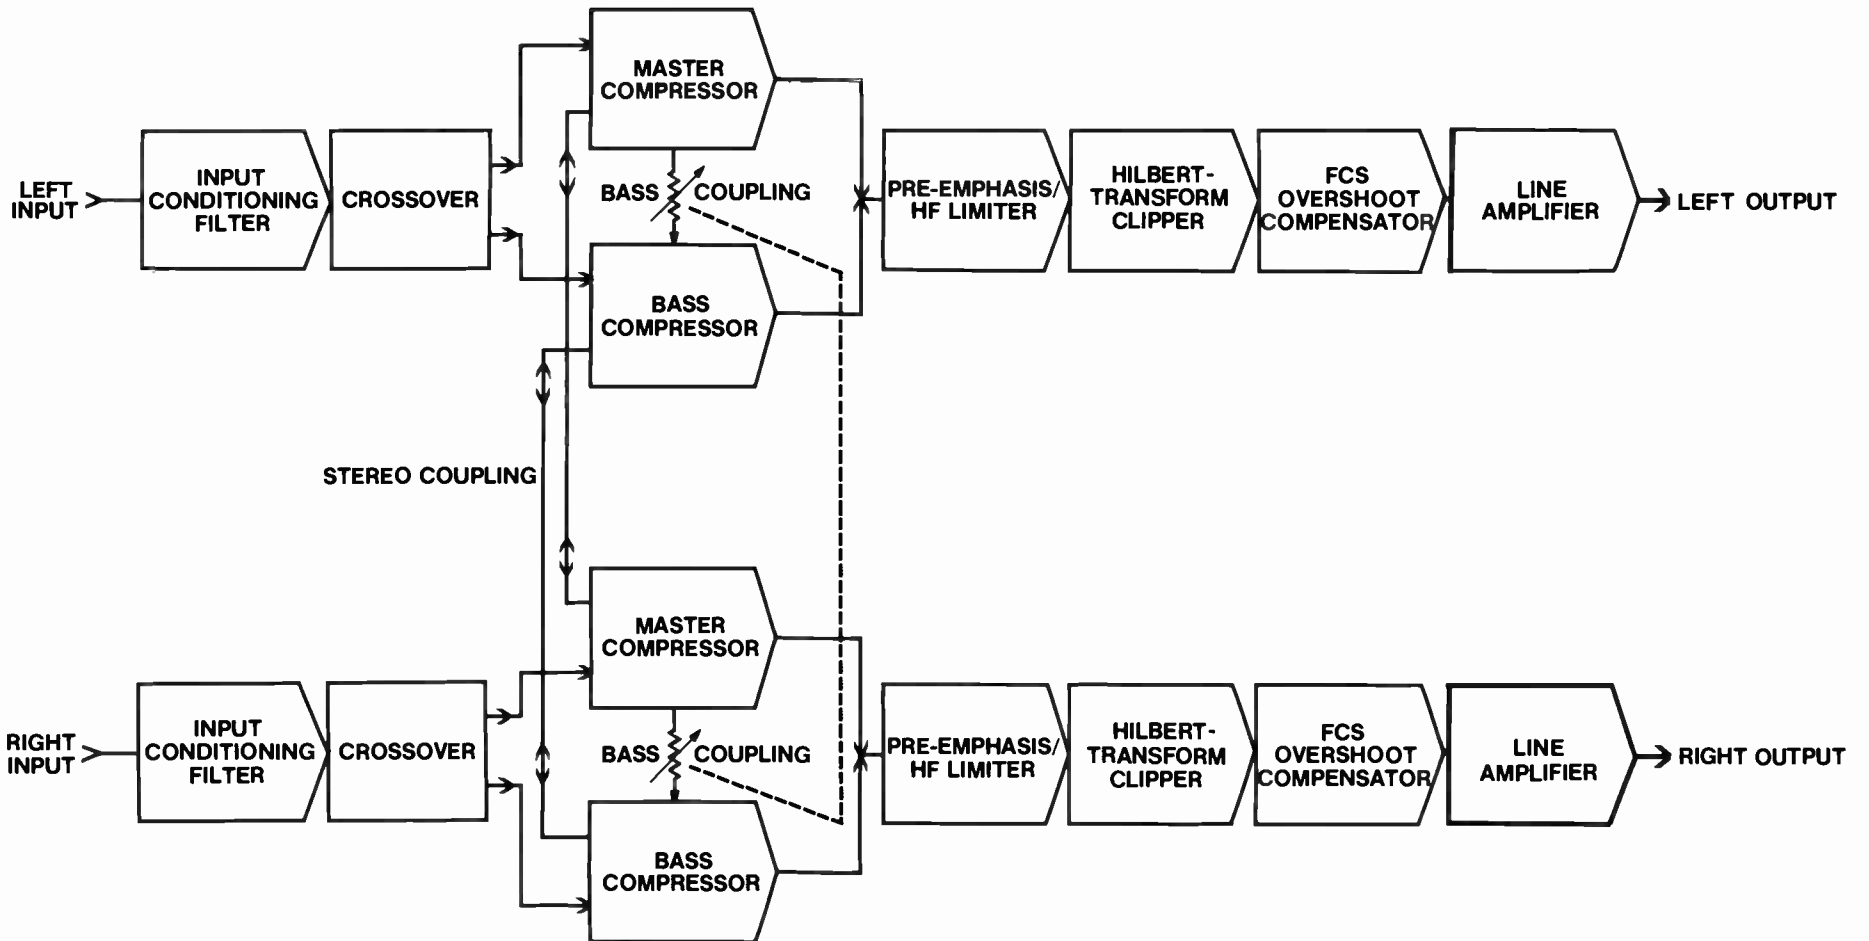 MASTER
COMPRESSOR
LEFT
INPUT
INPUT
CONDITIONING
FILTER
CROSSOVER
BASS COUPLING
BASS
COMPRESSOR
PRE-EMPHASIS/
HF LIMITER
HILBERT-
TRANSFORM
CLIPPER
FCS
OVERSHOOT
COMPENSATOR
LINE
AMPLIFIER
LEFT OUTPUT
STEREO COUPLING
MASTER
COMPRESSOR
RIGHT
INPUT
INPUT
CONDITIONING
FILTER
CROSSOVER
BASS COUPLING
BASS
COMPRESSOR
PRE-EMPHASIS/
HF LIMITER
HILBERT-
TRANSFORM
CLIPPER
FCS
OVERSHOOT
COMPENSATOR
LINE
AMPLIFIER
RIGHT OUTPUT